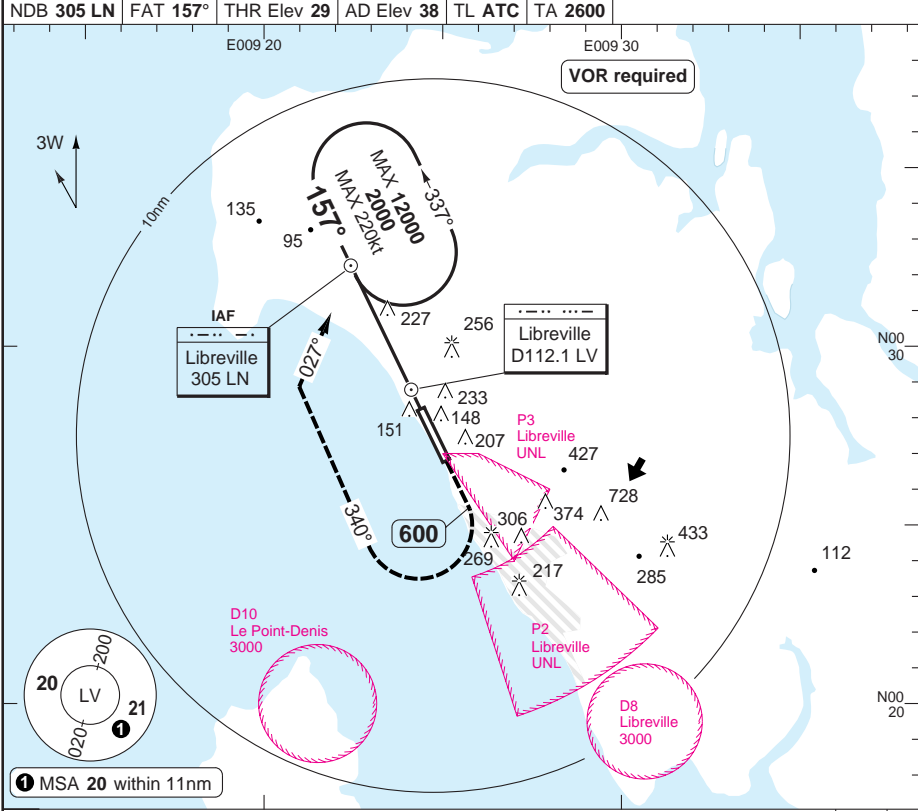 NDB 305 LN FAT 157° THR Elev 29 AD Elev 38 TL ATC TA 2600
E009 20
E009 30
VOR required
3W
10nm
MAX 12000
2000
MAX 220kt
157°
337°
135
95
IAF
Libreville
305 LN
227
256
Libreville
D112.1 LV
N00
30
027°
233
148
151
207
P3
Libreville
UNL
427
728
374
306
433
340°
600
269
285
112
217
D10
Le Point-Denis
3000
P2
Libreville
UNL
N00
20
D8
Libreville
3000
200
20
LV
21
1
020
1 MSA 20 within 11nm